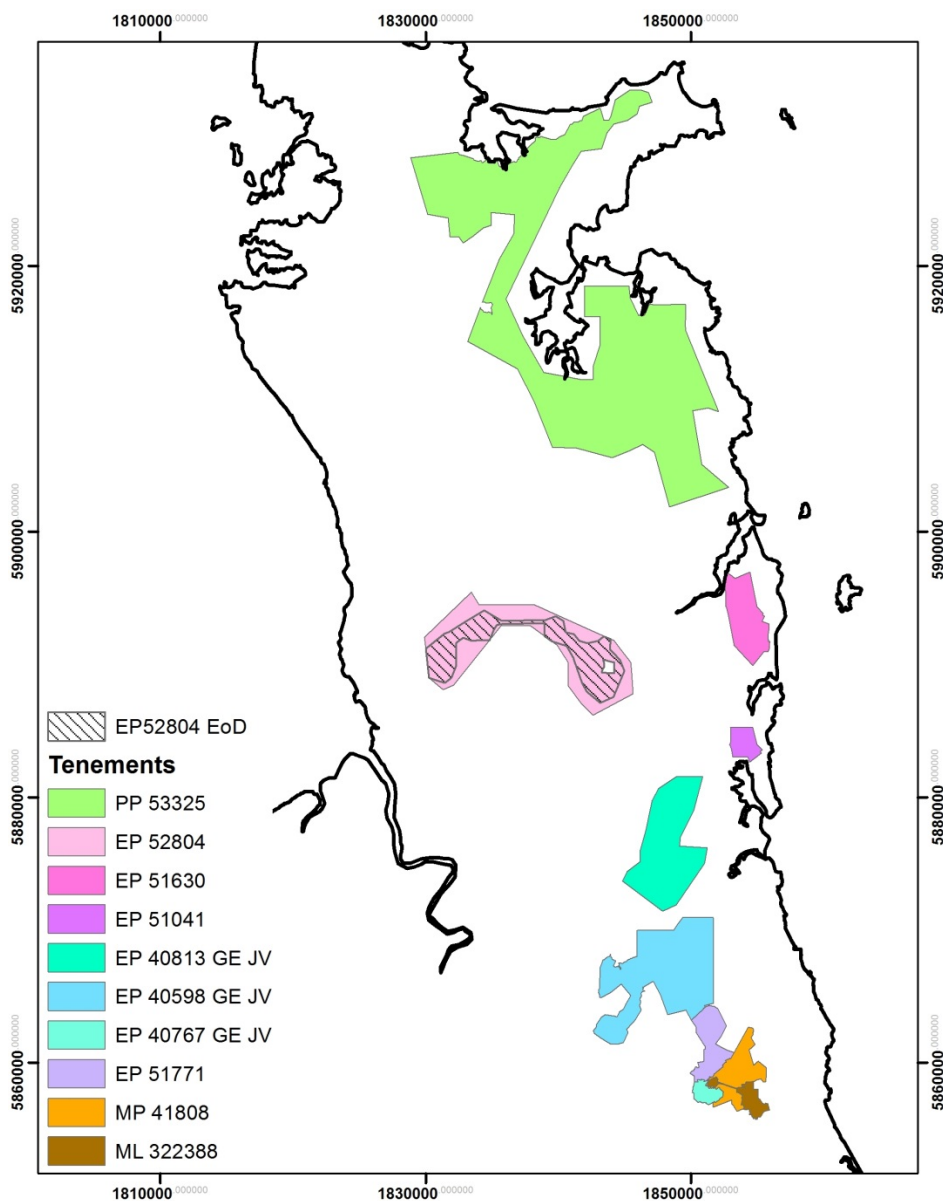 1810000.000000 1830000.000000 1850000.000000
5920000.000000 5920000.000000
5900000.000000 5900000.000000
5880000.000000 5880000.000000
5860000.000000 5860000.000000
EP52804 EoD
Tenements
PP 53325
EP 52804
EP 51630
EP 51041
EP 40813 GE JV
EP 40598 GE JV
EP 40767 GE JV
EP 51771
MP 41808
ML 322388
1810000.000000 1830000.000000 1850000.000000